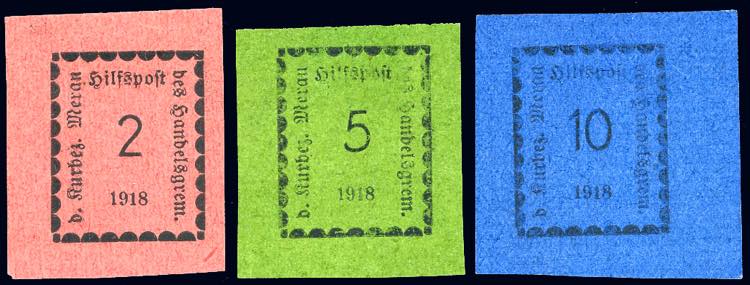 Hilfspost
des Handelsgrem.
d. Kurbez. Meran
2
1918
Hilfspost
des Handelsgrem.
d. Kurbez. Meran
5
1918
Hilfspost
des Handelsgrem.
d. Kurbez. Meran
10
1918